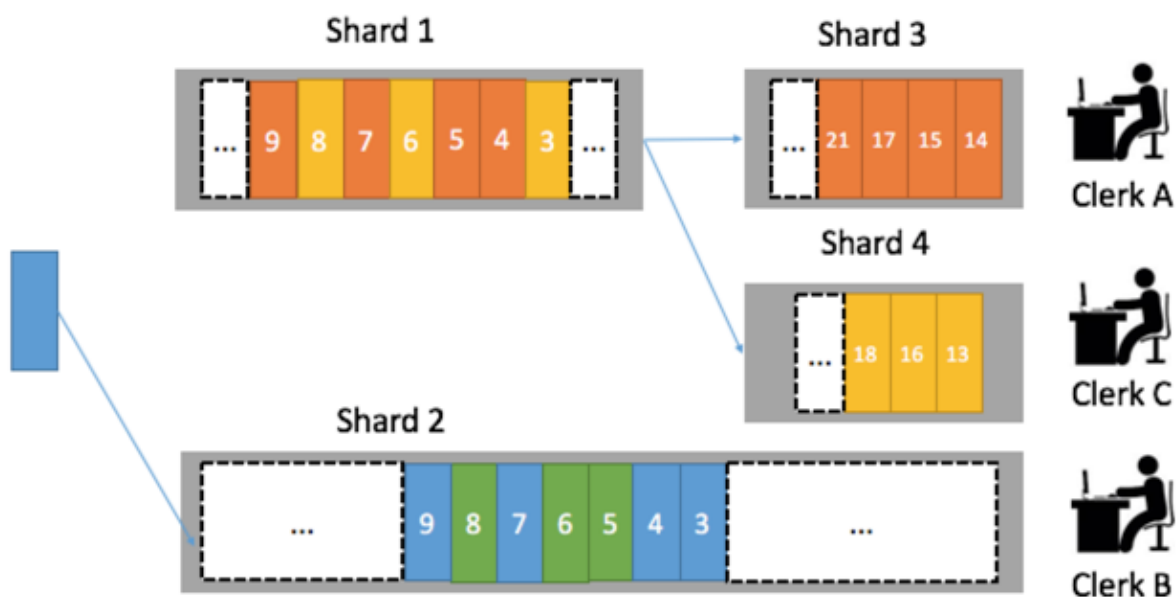 Shard 1
... 9 8 7 6 5 4 3 ...
Shard 3
... 21 17 15 14
Clerk A
Shard 4
... 18 16 13
Clerk C
Shard 2
... 9 8 7 6 5 4 3 ...
Clerk B